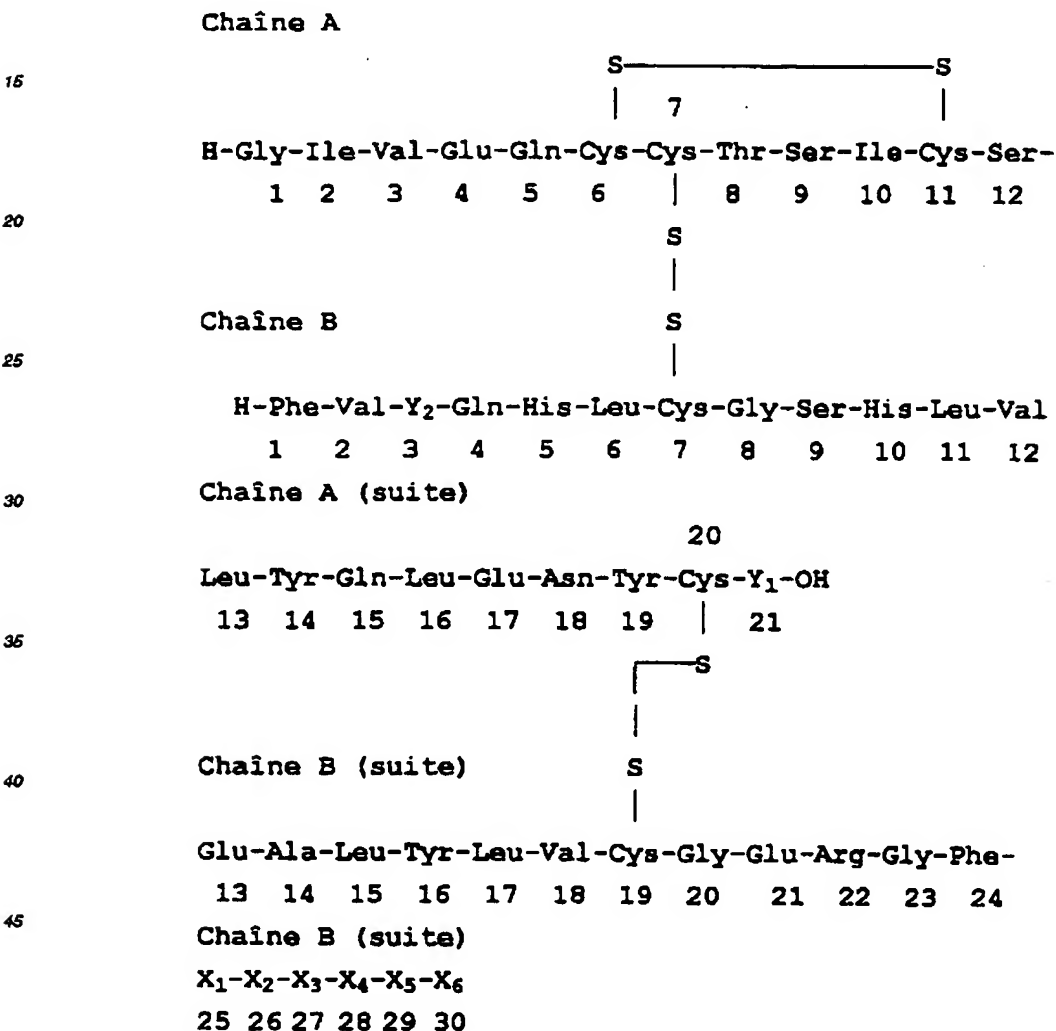 Chaîne A
15 S S
7
H-Gly-Ile-Val-Glu-Gln-Cys-Cys-Thr-Ser-Ile-Cys-Ser-
1 2 3 4 5 6 8 9 10 11 12
20
S
Chaîne B S
25
H-Phe-Val-Y₂-Gln-His-Leu-Cys-Gly-Ser-His-Leu-Val
1 2 3 4 5 6 7 8 9 10 11 12
30 Chaîne A (suite)
20
Leu-Tyr-Gln-Leu-Glu-Asn-Tyr-Cys-Y₁-OH
13 14 15 16 17 18 19 21
35
S
40 Chaîne B (suite) S
Glu-Ala-Leu-Tyr-Leu-Val-Cys-Gly-Glu-Arg-Gly-Phe-
13 14 15 16 17 18 19 20 21 22 23 24
45 Chaîne B (suite)
X₁-X₂-X₃-X₄-X₅-X₆
25 26 27 28 29 30